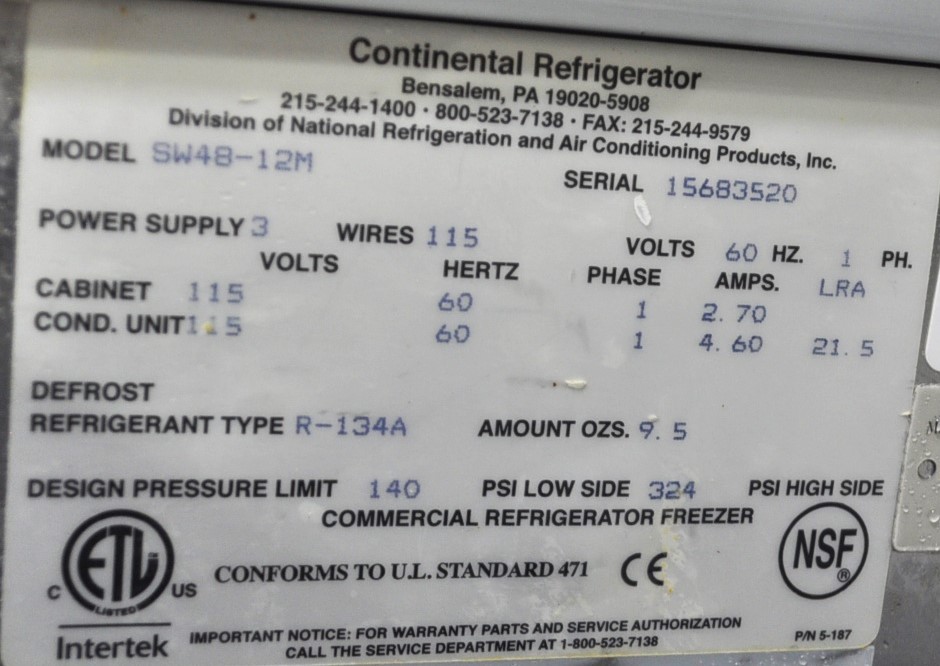 Continental Refrigerator
Bensalem, PA 19020-5908
215-244-1400 · 800-523-7138 · FAX: 215-244-9579
Division of National Refrigeration and Air Conditioning Products, Inc.
MODEL SW48-12M
SERIAL 15683520
POWER SUPPLY 3 WIRES 115 VOLTS 60 HZ. 1 PH.
VOLTS HERTZ PHASE AMPS. LRA
CABINET 115 60 1 2.70
COND. UNIT 115 60 1 4.60 21.5
DEFROST
REFRIGERANT TYPE R-134A AMOUNT OZS. 9.5
DESIGN PRESSURE LIMIT 140 PSI LOW SIDE 324 PSI HIGH SIDE
COMMERCIAL REFRIGERATOR FREEZER
ETL
LISTED
C US
Intertek
CONFORMS TO U.L. STANDARD 471 CE
NSF®
IMPORTANT NOTICE: FOR WARRANTY PARTS AND SERVICE AUTHORIZATION
CALL THE SERVICE DEPARTMENT AT 1-800-523-7138
P/N 5-187